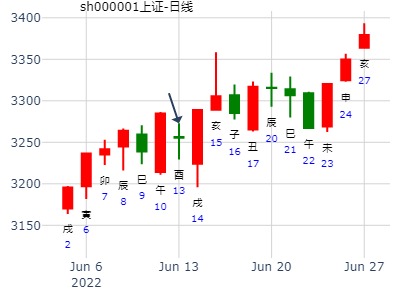 sh000001上证-日线
3400
3350
3300
3250
3200
3150
戌
2
寅
6
卯
7
辰
8
巳
9
午
10
酉
13
戌
14
亥
15
子
16
丑
17
辰
20
巳
21
午
22
未
23
申
24
亥
27
Jun 6
2022
Jun 13
Jun 20
Jun 27